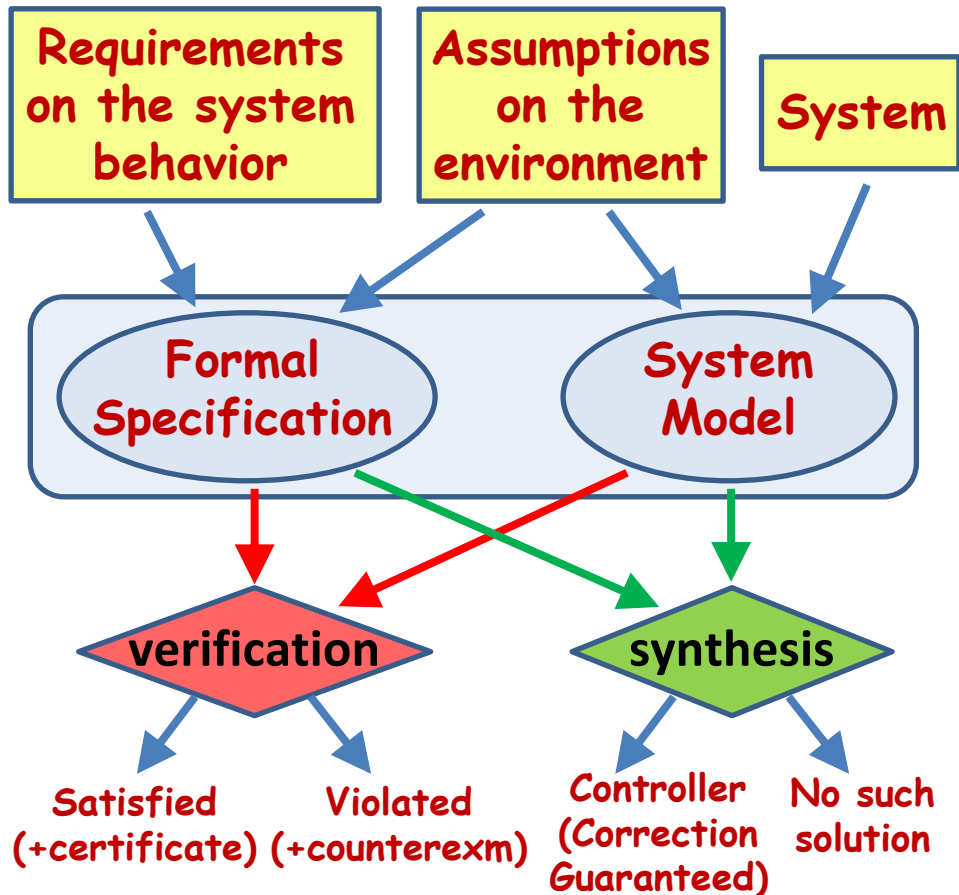 Requirements
on the system
behavior
Assumptions
on the
environment
System
Formal
Specification
System
Model
verification
synthesis
Satisfied
(+certificate)
Violated
(+counterexm)
Controller
(Correction
Guaranteed)
No such
solution